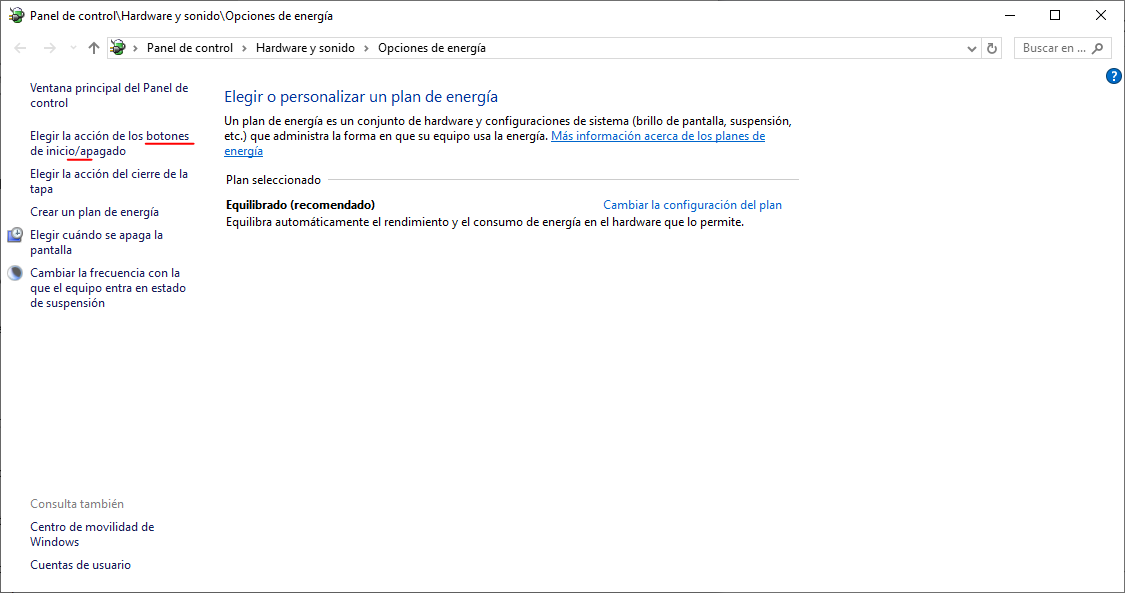 Panel de control\Hardware y sonido\Opciones de energía
Panel de control > Hardware y sonido > Opciones de energía
Buscar en ...
?
Ventana principal del Panel de
control
Elegir la acción de los botones
de inicio/apagado
Elegir la acción del cierre de la
tapa
Crear un plan de energía
Elegir cuándo se apaga la
pantalla
Cambiar la frecuencia con la
que el equipo entra en estado
de suspensión
Elegir o personalizar un plan de energía
Un plan de energía es un conjunto de hardware y configuraciones de sistema (brillo de pantalla, suspensión,
etc.) que administra la forma en que su equipo usa la energía. Más información acerca de los planes de
energía
Plan seleccionado
Equilibrado (recomendado) Cambiar la configuración del plan
Equilibra automáticamente el rendimiento y el consumo de energía en el hardware que lo permite.
Consulta también
Centro de movilidad de
Windows
Cuentas de usuario